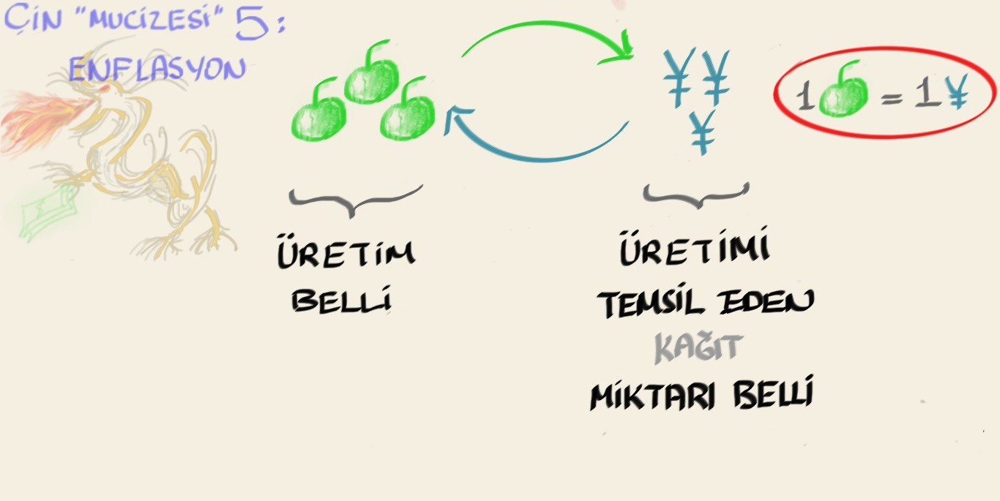 ÇİN "MUCİZESİ" 5:
ENFLASYON
¥ ¥
¥
1 = 1 ¥
ÜRETİM
BELLİ
ÜRETİMİ
TEMSİL EDEN
KAĞIT
MİKTARI BELLİ